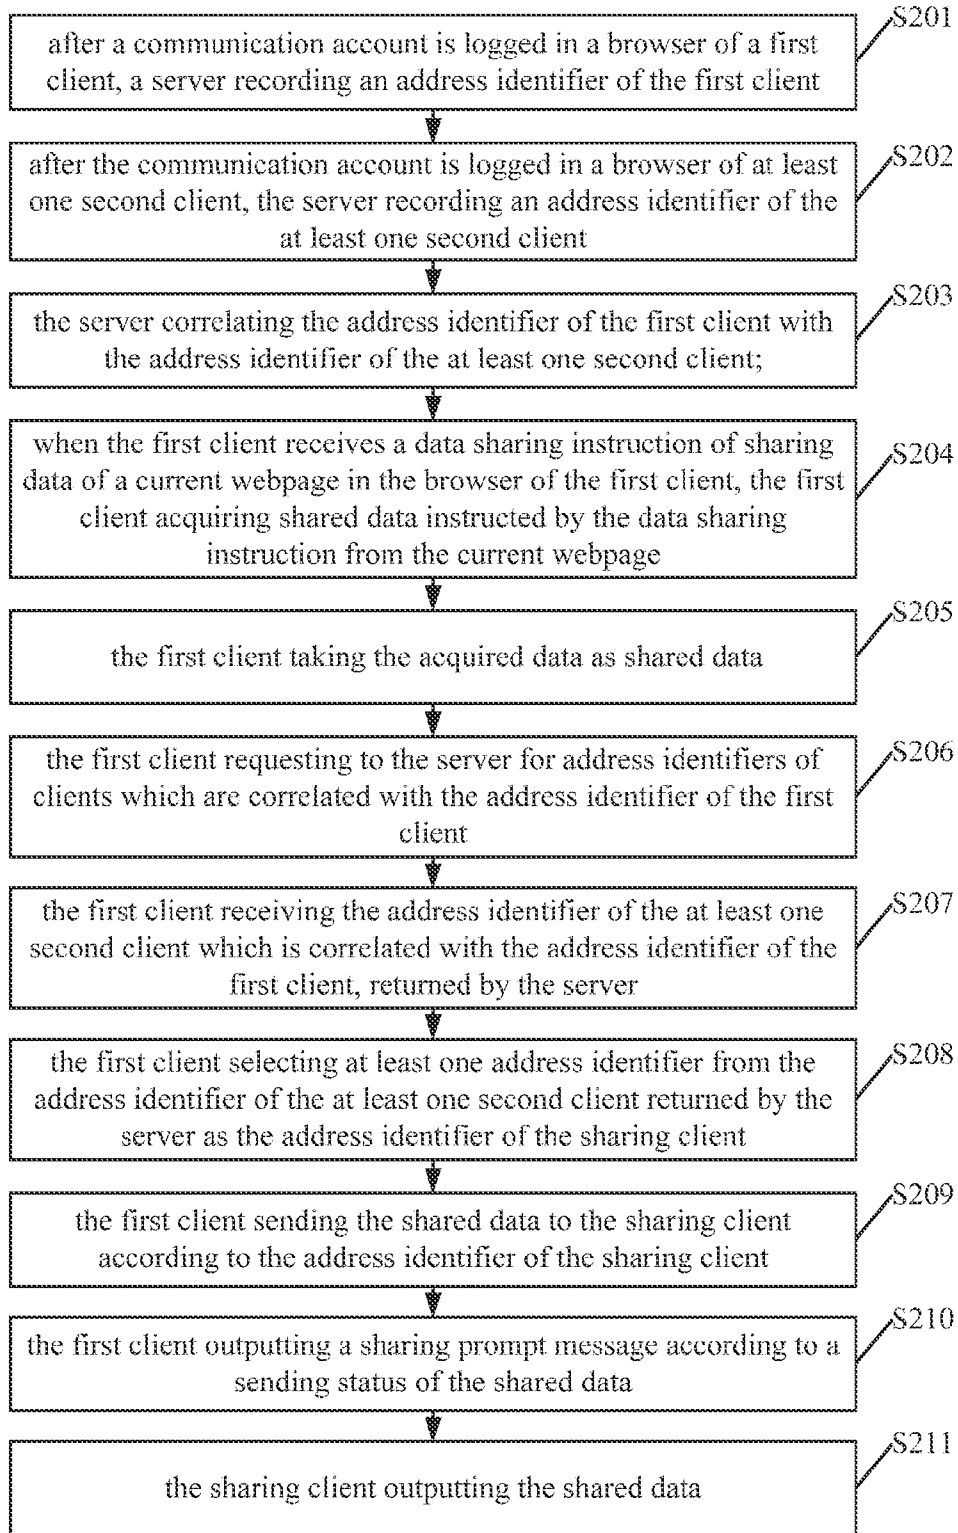 S201
after a communication account is logged in a browser of a first
client, a server recording an address identifier of the first client
S202
after the communication account is logged in a browser of at least
one second client, the server recording an address identifier of the
at least one second client
S203
the server correlating the address identifier of the first client with
the address identifier of the at least one second client;
S204
when the first client receives a data sharing instruction of sharing
data of a current webpage in the browser of the first client, the first
client acquiring shared data instructed by the data sharing
instruction from the current webpage
S205
the first client taking the acquired data as shared data
S206
the first client requesting to the server for address identifiers of
clients which are correlated with the address identifier of the first
client
S207
the first client receiving the address identifier of the at least one
second client which is correlated with the address identifier of the
first client, returned by the server
S208
the first client selecting at least one address identifier from the
address identifier of the at least one second client returned by the
server as the address identifier of the sharing client
S209
the first client sending the shared data to the sharing client
according to the address identifier of the sharing client
S210
the first client outputting a sharing prompt message according to a
sending status of the shared data
S211
the sharing client outputting the shared data